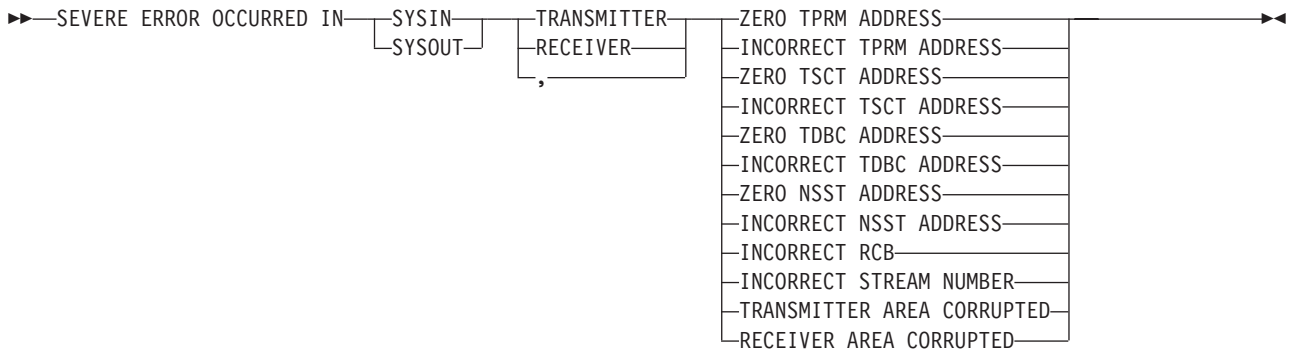 SEVERE ERROR OCCURRED IN SYSIN TRANSMITTER ZERO TPRM ADDRESS
SYSOUT RECEIVER INCORRECT TPRM ADDRESS
, ZERO TSCT ADDRESS
INCORRECT TSCT ADDRESS
ZERO TDBC ADDRESS
INCORRECT TDBC ADDRESS
ZERO NSST ADDRESS
INCORRECT NSST ADDRESS
INCORRECT RCB
INCORRECT STREAM NUMBER
TRANSMITTER AREA CORRUPTED
RECEIVER AREA CORRUPTED